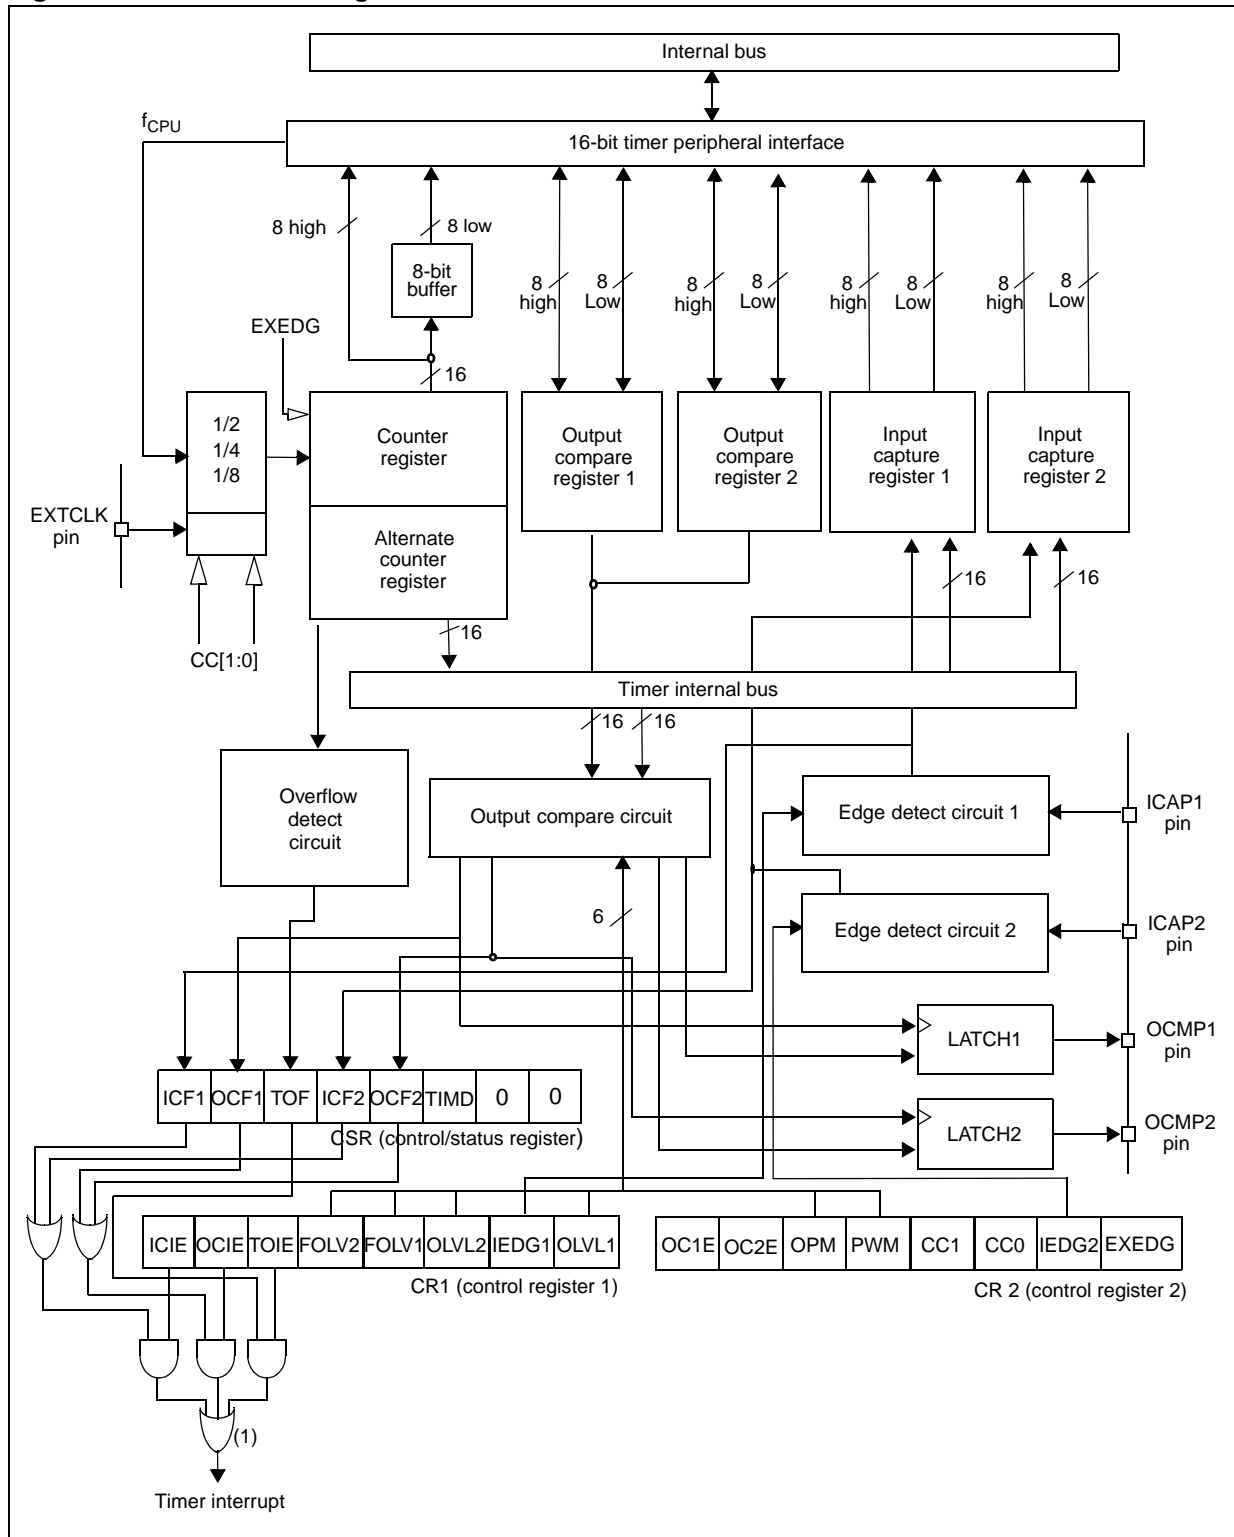 Internal bus
fCPU
16-bit timer peripheral interface
8 high
8 low
8-bit
buffer
8
high
8
Low
8
high
8
Low
8
high
8
Low
8
high
8
Low
EXEDG
16
1/2
1/4
1/8
Counter
register
Output
compare
register 1
Output
compare
register 2
Input
capture
register 1
Input
capture
register 2
EXTCLK
pin
Alternate
counter
register
16
16
16
CC[1:0]
Timer internal bus
16
16
Overflow
detect
circuit
Output compare circuit
Edge detect circuit 1
ICAP1
pin
6
Edge detect circuit 2
ICAP2
pin
LATCH1
OCMP1
pin
ICF1 OCF1 TOF ICF2 OCF2 TIMD 0 0
CSR (control/status register)
LATCH2
OCMP2
pin
ICIE OCIE TOIE FOLV2 FOLV1 OLVL2 IEDG1 OLVL1
CR1 (control register 1)
OC1E OC2E OPM PWM CC1 CC0 IEDG2 EXEDG
CR 2 (control register 2)
(1)
Timer interrupt